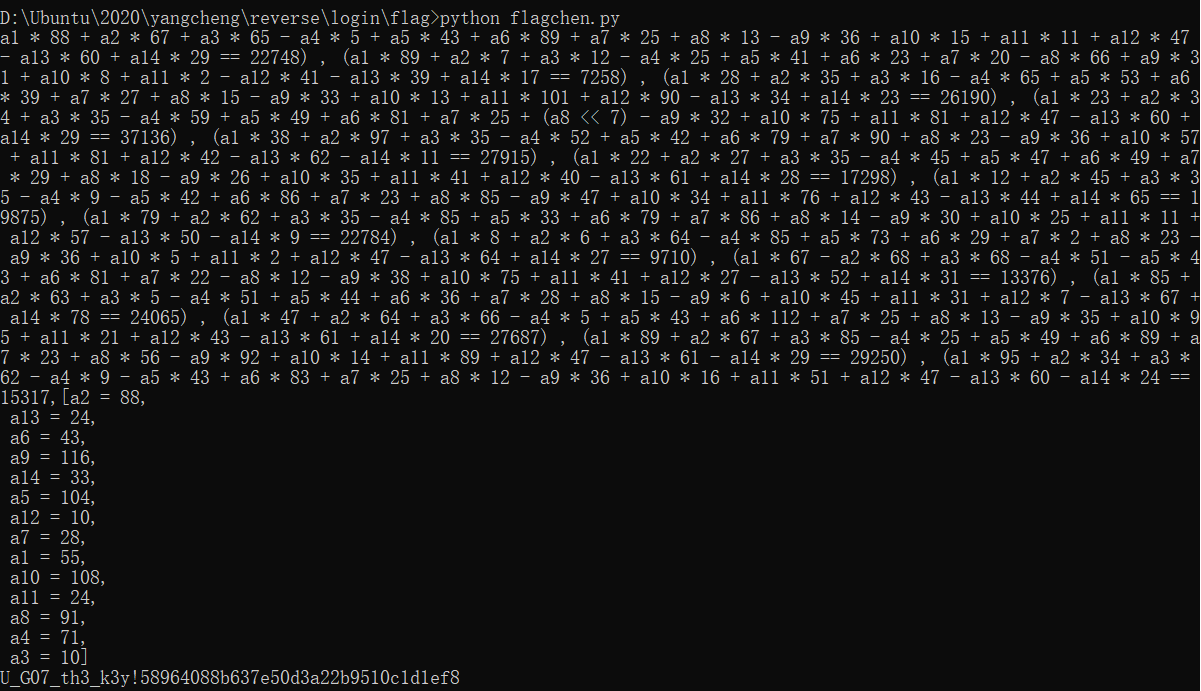 D:\Ubuntu\2020\yangcheng\reverse\login\flag>python flagchen.py
a1 * 88 + a2 * 67 + a3 * 65 - a4 * 5 + a5 * 43 + a6 * 89 + a7 * 25 + a8 * 13 - a9 * 36 + a10 * 15 + a11 * 11 + a12 * 47
- a13 * 60 + a14 * 29 == 22748) , (a1 * 89 + a2 * 7 + a3 * 12 - a4 * 25 + a5 * 41 + a6 * 23 + a7 * 20 - a8 * 66 + a9 * 3
1 + a10 * 8 + a11 * 2 - a12 * 41 - a13 * 39 + a14 * 17 == 7258) , (a1 * 28 + a2 * 35 + a3 * 16 - a4 * 65 + a5 * 53 + a6
* 39 + a7 * 27 + a8 * 15 - a9 * 33 + a10 * 13 + a11 * 101 + a12 * 90 - a13 * 34 + a14 * 23 == 26190) , (a1 * 23 + a2 * 3
4 + a3 * 35 - a4 * 59 + a5 * 49 + a6 * 81 + a7 * 25 + (a8 << 7) - a9 * 32 + a10 * 75 + a11 * 81 + a12 * 47 - a13 * 60 +
a14 * 29 == 37136) , (a1 * 38 + a2 * 97 + a3 * 35 - a4 * 52 + a5 * 42 + a6 * 79 + a7 * 90 + a8 * 23 - a9 * 36 + a10 * 57
 + a11 * 81 + a12 * 42 - a13 * 62 - a14 * 11 == 27915) , (a1 * 22 + a2 * 27 + a3 * 35 - a4 * 45 + a5 * 47 + a6 * 49 + a7
 * 29 + a8 * 18 - a9 * 26 + a10 * 35 + a11 * 41 + a12 * 40 - a13 * 61 + a14 * 28 == 17298) , (a1 * 12 + a2 * 45 + a3 * 3
5 - a4 * 9 - a5 * 42 + a6 * 86 + a7 * 23 + a8 * 85 - a9 * 47 + a10 * 34 + a11 * 76 + a12 * 43 - a13 * 44 + a14 * 65 == 1
9875) , (a1 * 79 + a2 * 62 + a3 * 35 - a4 * 85 + a5 * 33 + a6 * 79 + a7 * 86 + a8 * 14 - a9 * 30 + a10 * 25 + a11 * 11 +
 a12 * 57 - a13 * 50 - a14 * 9 == 22784) , (a1 * 8 + a2 * 6 + a3 * 64 - a4 * 85 + a5 * 73 + a6 * 29 + a7 * 2 + a8 * 23 -
 a9 * 36 + a10 * 5 + a11 * 2 + a12 * 47 - a13 * 64 + a14 * 27 == 9710) , (a1 * 67 - a2 * 68 + a3 * 68 - a4 * 51 - a5 * 4
3 + a6 * 81 + a7 * 22 - a8 * 12 - a9 * 38 + a10 * 75 + a11 * 41 + a12 * 27 - a13 * 52 + a14 * 31 == 13376) , (a1 * 85 +
a2 * 63 + a3 * 5 - a4 * 51 + a5 * 44 + a6 * 36 + a7 * 28 + a8 * 15 - a9 * 6 + a10 * 45 + a11 * 31 + a12 * 7 - a13 * 67 +
 a14 * 78 == 24065) , (a1 * 47 + a2 * 64 + a3 * 66 - a4 * 5 + a5 * 43 + a6 * 112 + a7 * 25 + a8 * 13 - a9 * 35 + a10 * 9
5 + a11 * 21 + a12 * 43 - a13 * 61 + a14 * 20 == 27687) , (a1 * 89 + a2 * 67 + a3 * 85 - a4 * 25 + a5 * 49 + a6 * 89 + a
7 * 23 + a8 * 56 - a9 * 92 + a10 * 14 + a11 * 89 + a12 * 47 - a13 * 61 - a14 * 29 == 29250) , (a1 * 95 + a2 * 34 + a3 *
62 - a4 * 9 - a5 * 43 + a6 * 83 + a7 * 25 + a8 * 12 - a9 * 36 + a10 * 16 + a11 * 51 + a12 * 47 - a13 * 60 - a14 * 24 ==
15317,[a2 = 88,
 a13 = 24,
 a6 = 43,
 a9 = 116,
 a14 = 33,
 a5 = 104,
 a12 = 10,
 a7 = 28,
 a1 = 55,
 a10 = 108,
 a11 = 24,
 a8 = 91,
 a4 = 71,
 a3 = 10]
U_G07_th3_k3y!58964088b637e50d3a22b9510c1d1ef8